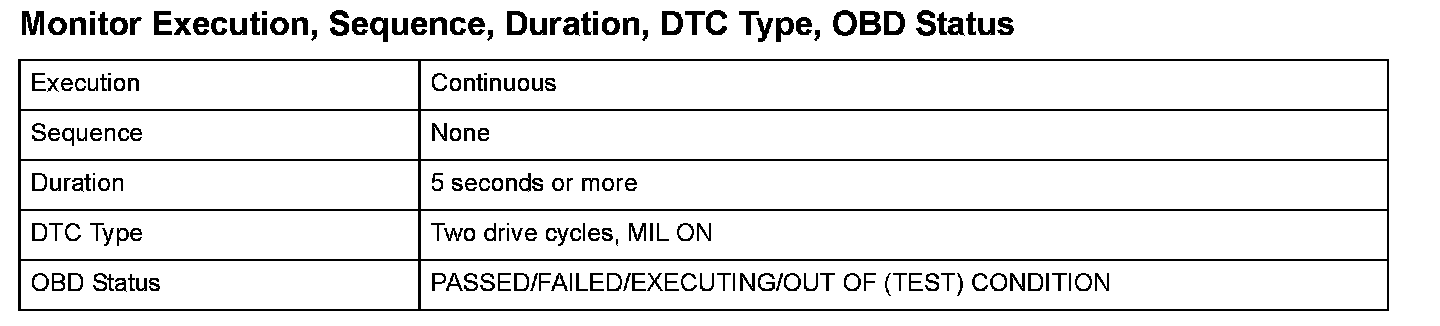 Monitor Execution, Sequence, Duration, DTC Type, OBD Status
Execution Continuous
Sequence None
Duration 5 seconds or more
DTC Type Two drive cycles, MIL ON
OBD Status PASSED/FAILED/EXECUTING/OUT OF (TEST) CONDITION